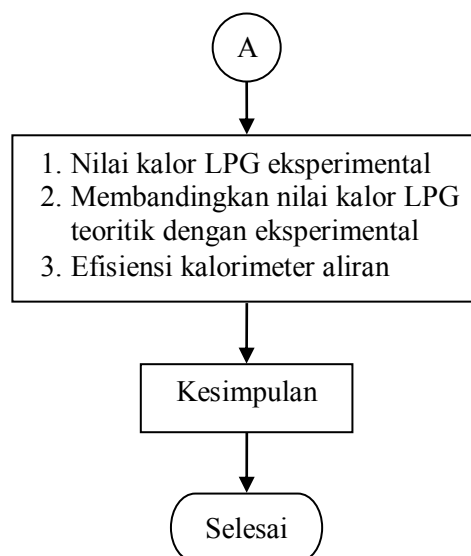 A
1. Nilai kalor LPG eksperimental
2. Membandingkan nilai kalor LPG
teoritik dengan eksperimental
3. Efisiensi kalorimeter aliran
Kesimpulan
Selesai